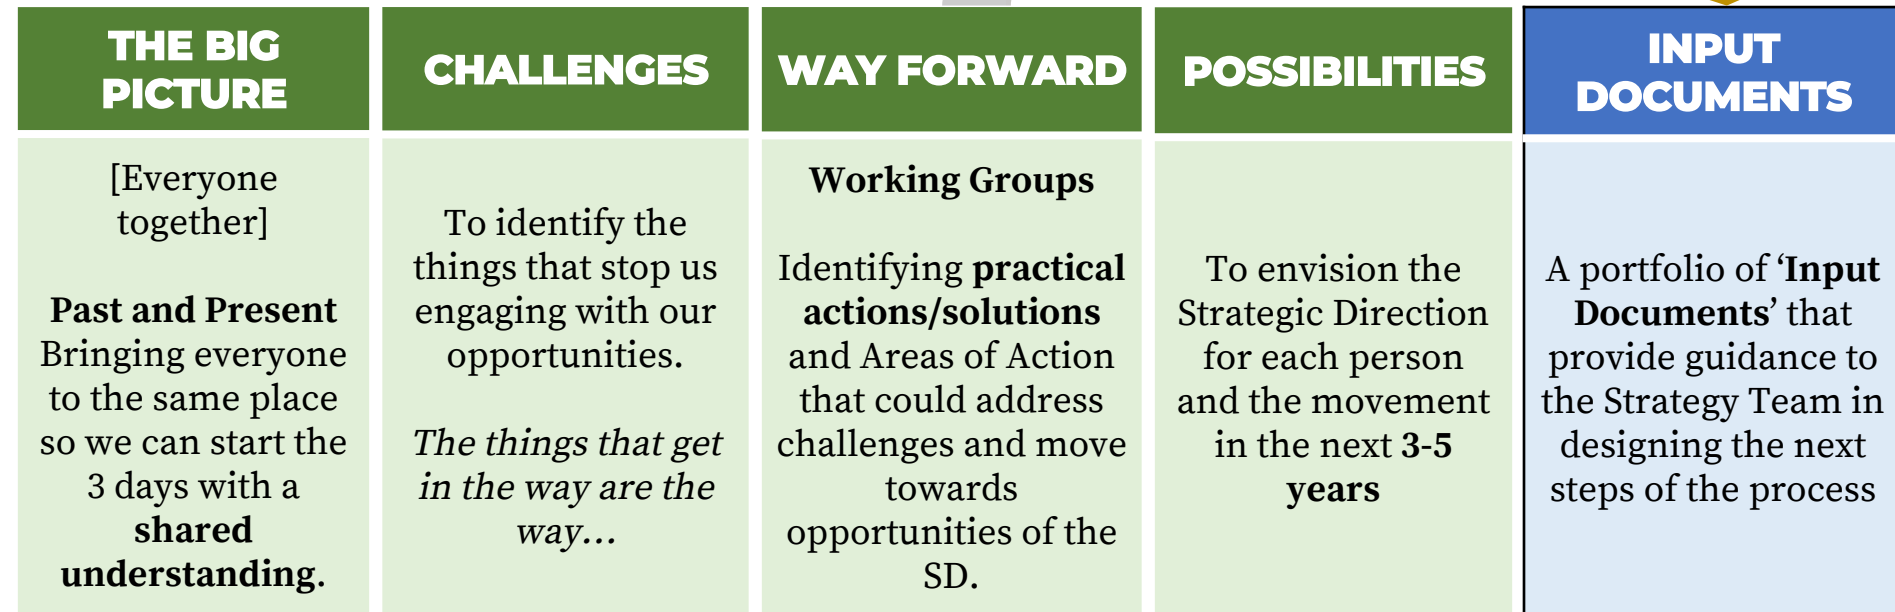 THE BIG
PICTURE
[Everyone
together]
Past and Present
Bringing everyone
to the same place
so we can start the
3 days with a
shared
understanding.
CHALLENGES
To identify the
things that stop us
engaging with our
opportunities.
The things that get
in the way are the
way...
WAY FORWARD
Working Groups
Identifying practical
actions/solutions
and Areas of Action
that could address
challenges and move
towards
opportunities of the
SD.
POSSIBILITIES
To envision the
Strategic Direction
for each person
and the movement
in the next 3-5
years
INPUT
DOCUMENTS
A portfolio of ‘Input
Documents’ that
provide guidance to
the Strategy Team in
designing the next
steps of the process